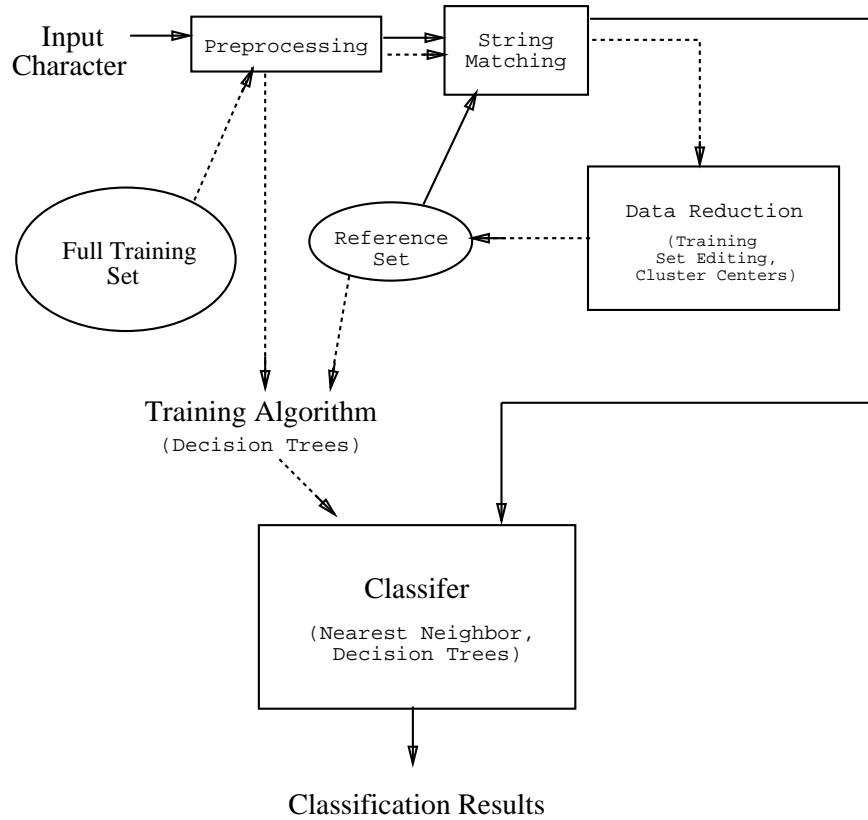 Input
Character
Preprocessing
String
Matching
Full Training
Set
Reference
Set
Data Reduction
(Training
Set Editing,
Cluster Centers)
Training Algorithm
(Decision Trees)
Classifer
(Nearest Neighbor,
Decision Trees)
Classification Results